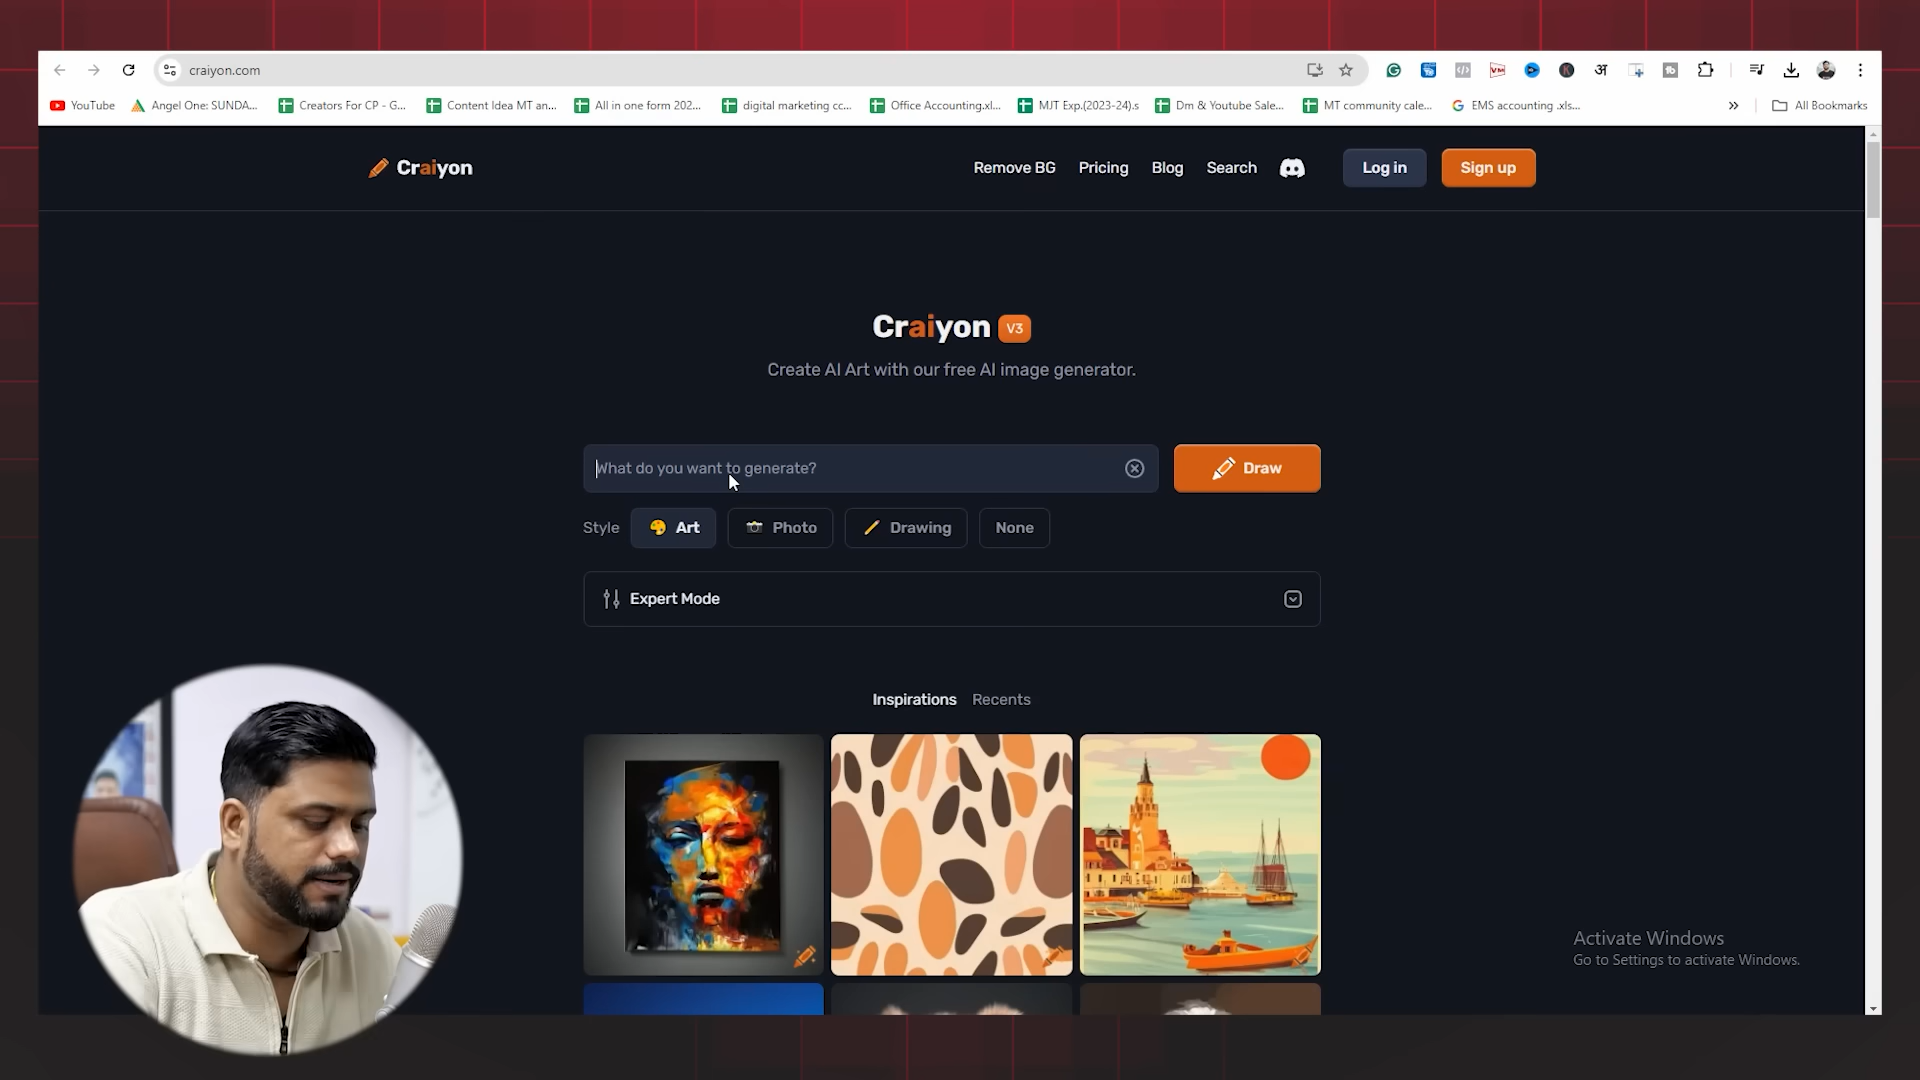 craiyon.com
YouTube
Angel One: SUNDA...
Creators For CP - G...
Content Idea MT an...
All in one form 202...
digital marketing cc...
Office Accounting.xl...
MJT Exp.(2023-24).s
Dm & Youtube Sale...
MT community cale...
EMS accounting .xls...
All Bookmarks
Craiyon
Remove BG
Pricing
Blog
Search
Log in
Sign up
Craiyon V3
Create AI Art with our free AI image generator.
What do you want to generate?
Draw
Style
Art
Photo
Drawing
None
Expert Mode
Inspirations
Recents
Activate Windows
Go to Settings to activate Windows.